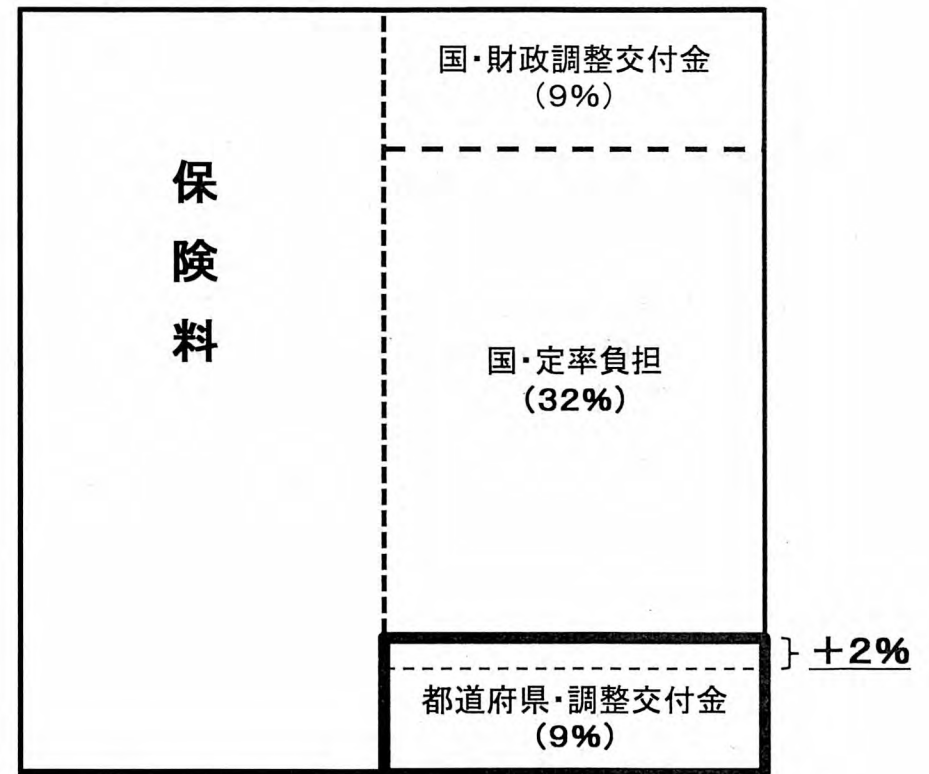 保
険
料
国・財政調整交付金
（9%）
国・定率負担
（32%）
+2%
都道府県・調整交付金
（9%）